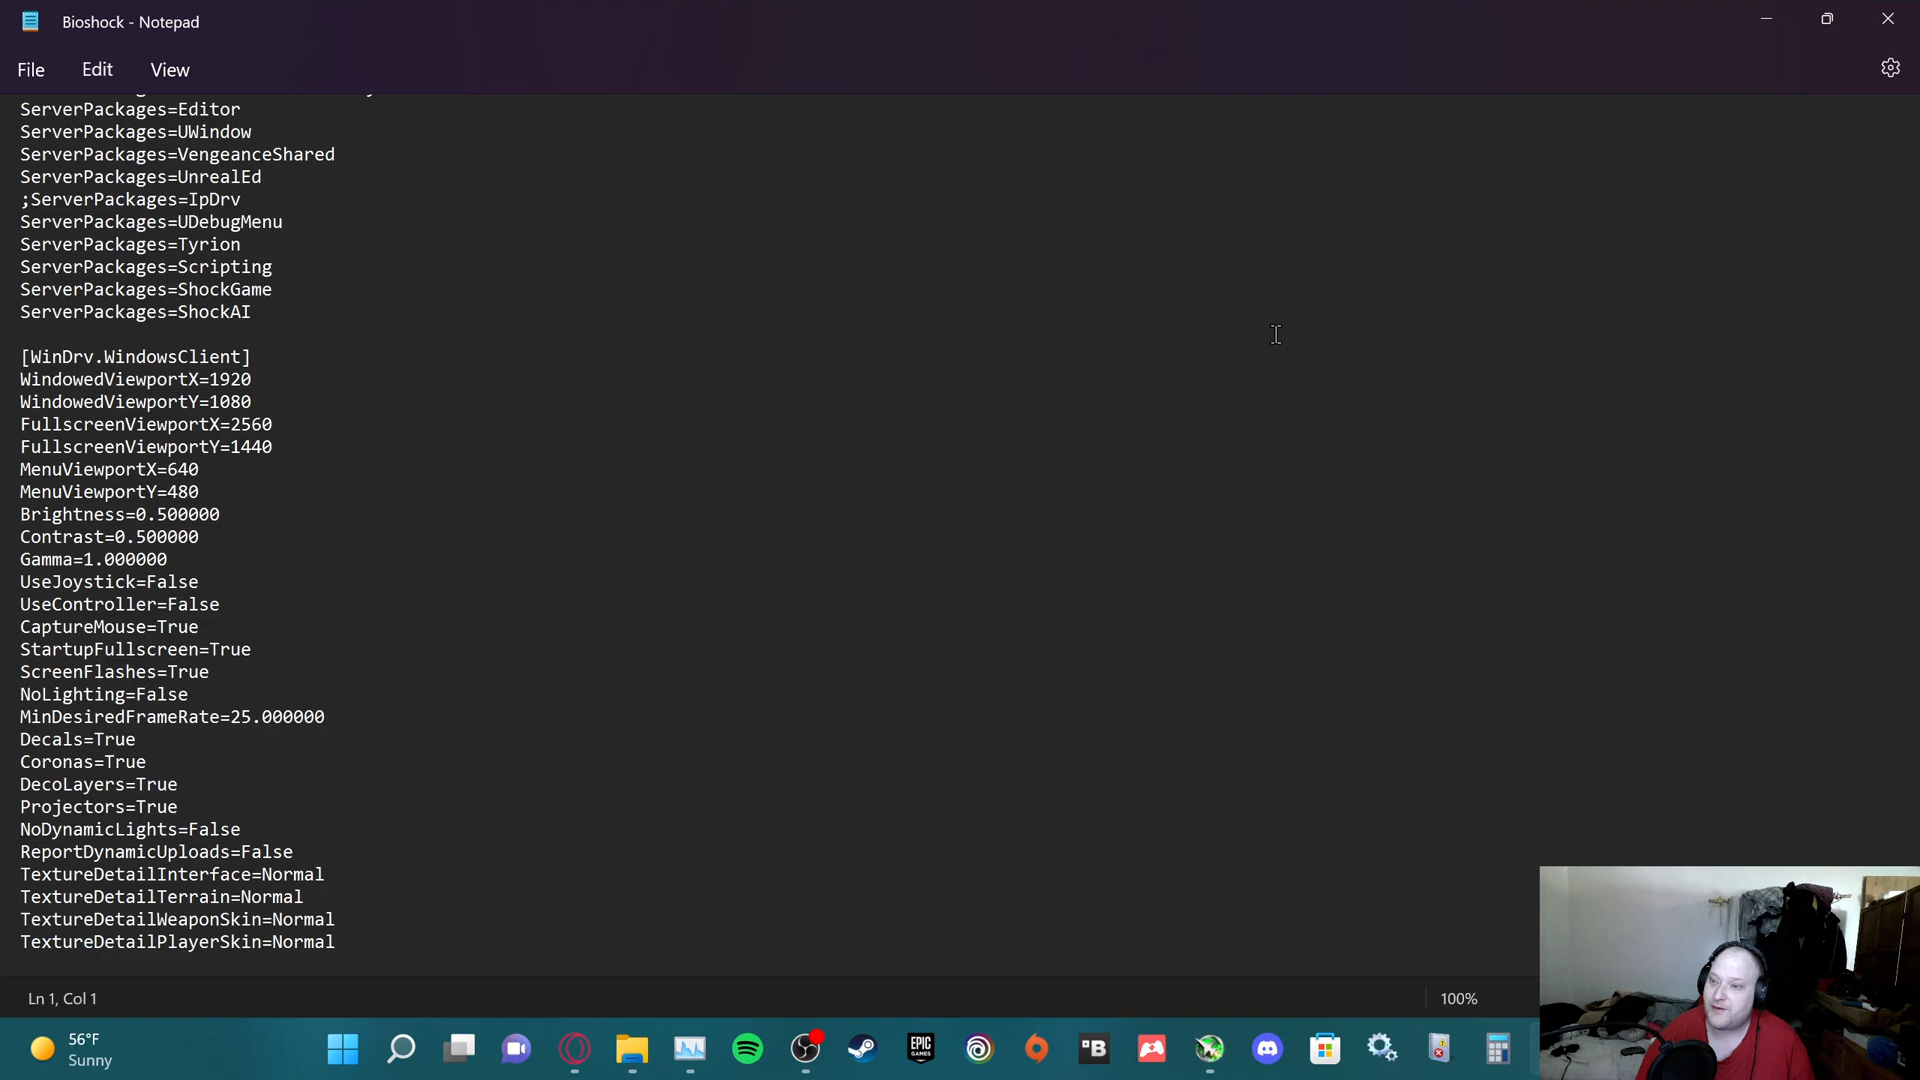 Bioshock - Notepad
File Edit View
ServerPackages=Editor
ServerPackages=UWindow
ServerPackages=VengeanceShared
ServerPackages=UnrealEd
;ServerPackages=IpDrv
ServerPackages=UDebugMenu
ServerPackages=Tyrion
ServerPackages=Scripting
ServerPackages=ShockGame
ServerPackages=ShockAI
[WinDrv.WindowsClient]
WindowedViewportX=1920
WindowedViewportY=1080
FullscreenViewportX=2560
FullscreenViewportY=1440
MenuViewportX=640
MenuViewportY=480
Brightness=0.500000
Contrast=0.500000
Gamma=1.000000
UseJoystick=False
UseController=False
CaptureMouse=True
StartupFullscreen=True
ScreenFlashes=True
NoLighting=False
MinDesiredFrameRate=25.000000
Decals=True
Coronas=True
DecoLayers=True
Projectors=True
NoDynamicLights=False
ReportDynamicUploads=False
TextureDetailInterface=Normal
TextureDetailTerrain=Normal
TextureDetailWeaponSkin=Normal
TextureDetailPlayerSkin=Normal
Ln 1, Col 1
100%
56°F
Sunny
EPIC GAMES
B